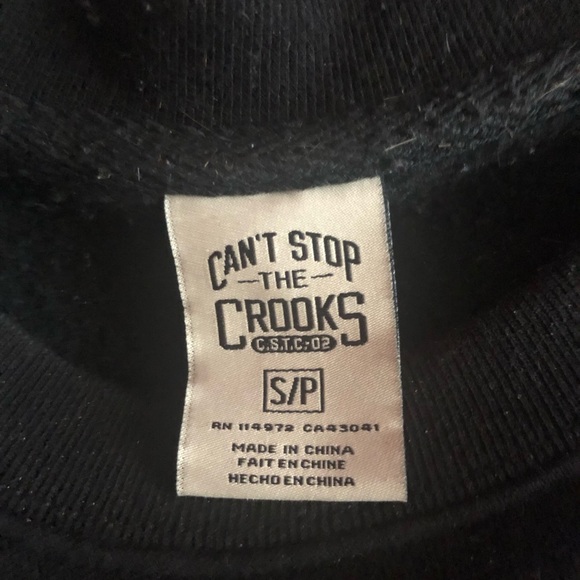 CAN'T STOP
THE
CROOKS
C.S.T.C.-02
S/P
RN 114972 CA43041
MADE IN CHINA
FAIT EN CHINE
HECHO EN CHINA